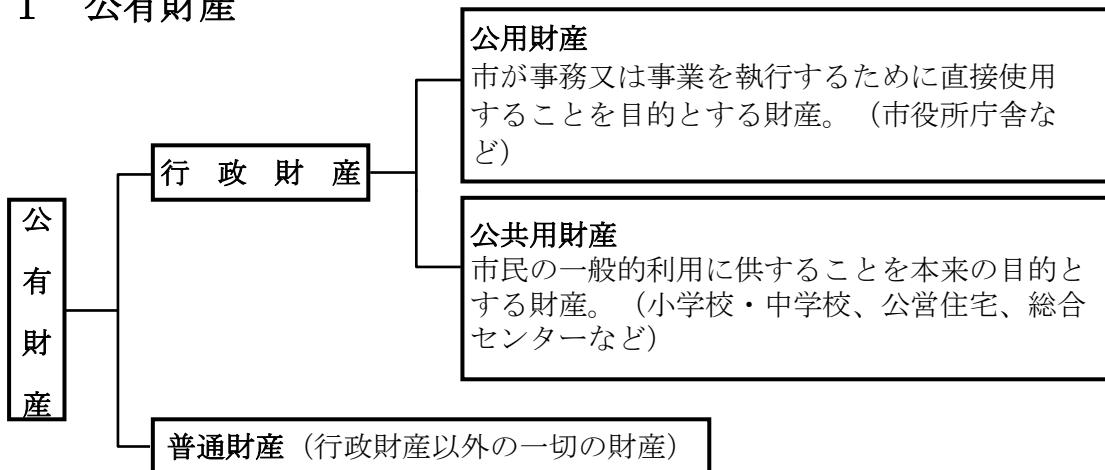 １　公有財産
公用財産
市が事務又は事業を執行するために直接使用
することを目的とする財産。（市役所庁舎な
ど）
行　政　財　産
公共用財産
市民の一般的利用に供することを本来の目的と
する財産。（小学校・中学校、公営住宅、総合
センターなど）
公
有
財
産
普通財産（行政財産以外の一切の財産）